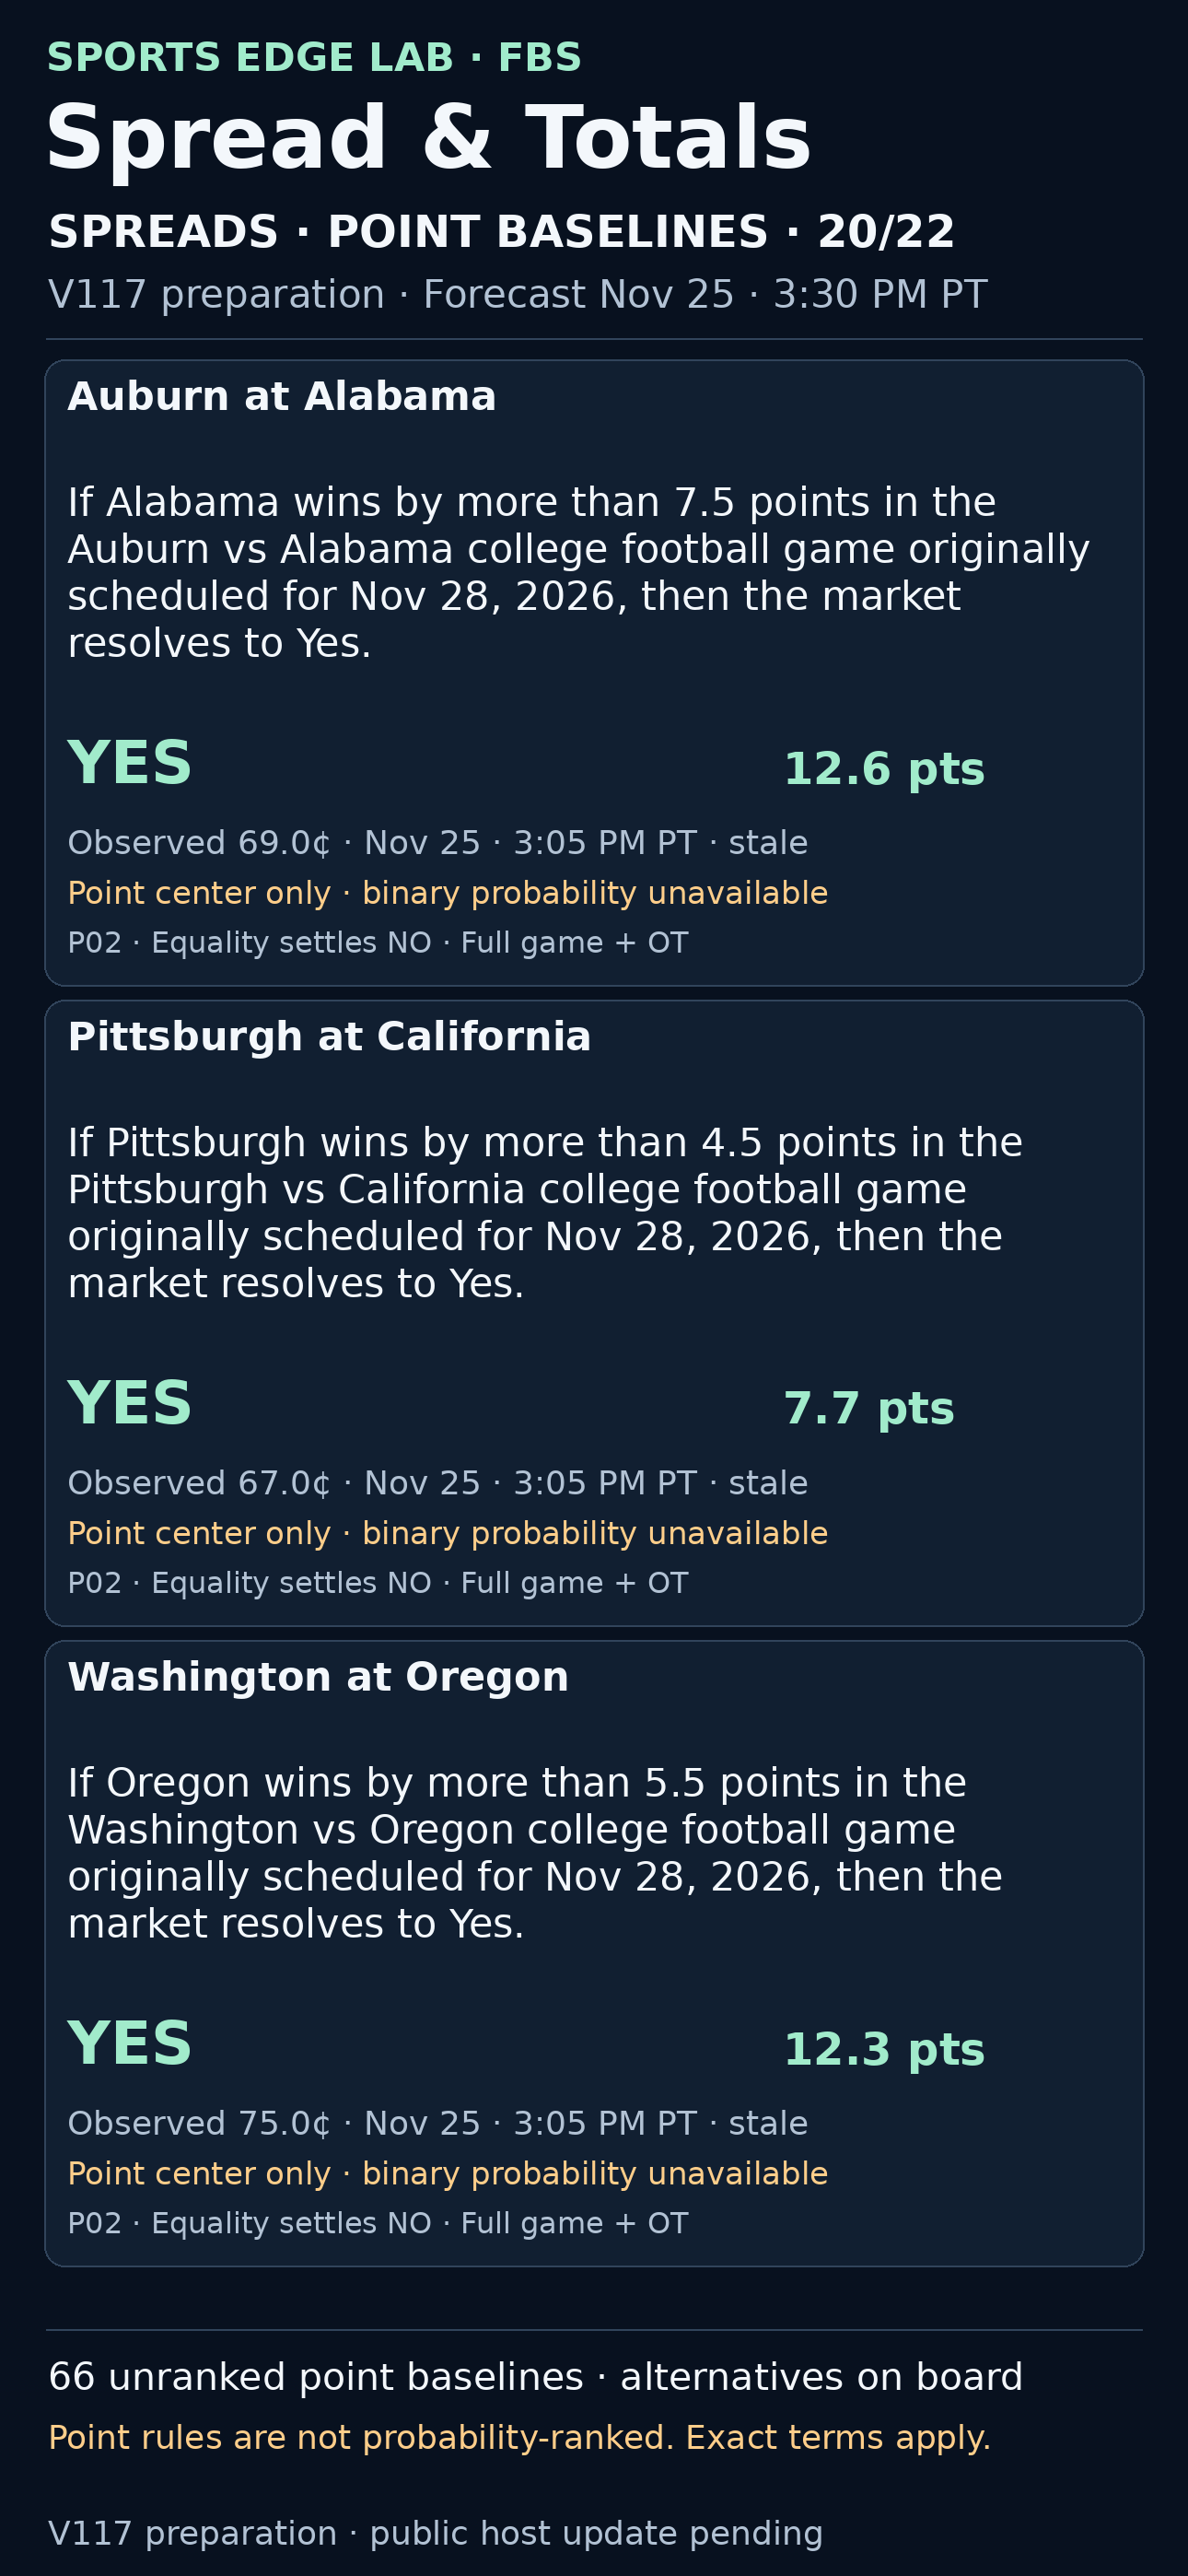 SPORTS EDGE LAB · FBS
Spread & Totals
SPREADS · POINT BASELINES · 20/22
V117 preparation · Forecast Nov 25 · 3:30 PM PT
Auburn at Alabama
If Alabama wins by more than 7.5 points in the
Auburn vs Alabama college football game originally
scheduled for Nov 28, 2026, then the market
resolves to Yes.
YES 12.6 pts
Observed 69.0¢ · Nov 25 · 3:05 PM PT · stale
Point center only · binary probability unavailable
P02 · Equality settles NO · Full game + OT
Pittsburgh at California
If Pittsburgh wins by more than 4.5 points in the
Pittsburgh vs California college football game
originally scheduled for Nov 28, 2026, then the
market resolves to Yes.
YES 7.7 pts
Observed 67.0¢ · Nov 25 · 3:05 PM PT · stale
Point center only · binary probability unavailable
P02 · Equality settles NO · Full game + OT
Washington at Oregon
If Oregon wins by more than 5.5 points in the
Washington vs Oregon college football game
originally scheduled for Nov 28, 2026, then the
market resolves to Yes.
YES 12.3 pts
Observed 75.0¢ · Nov 25 · 3:05 PM PT · stale
Point center only · binary probability unavailable
P02 · Equality settles NO · Full game + OT
66 unranked point baselines · alternatives on board
Point rules are not probability-ranked. Exact terms apply.
V117 preparation · public host update pending